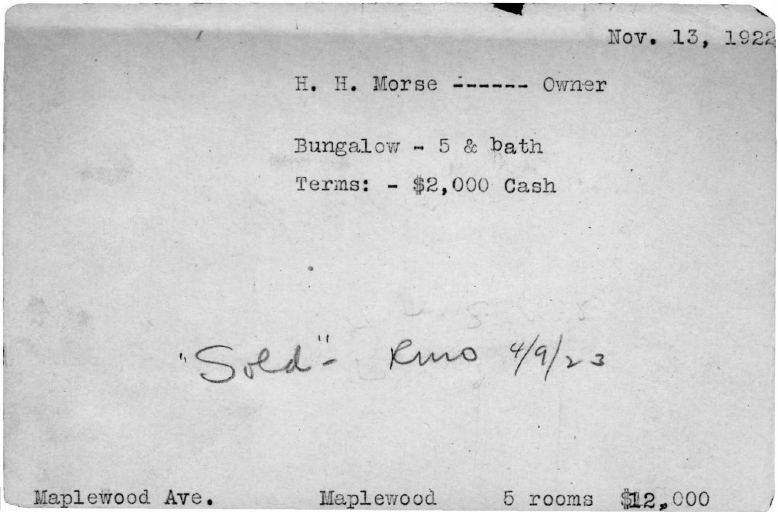 Nov. 13, 1922
H. H. Morse ------ Owner
Bungalow - 5 & bath
Terms: - $2,000 Cash
"Sold" - 4/9/23
Maplewood Ave. Maplewood 5 rooms $12,000